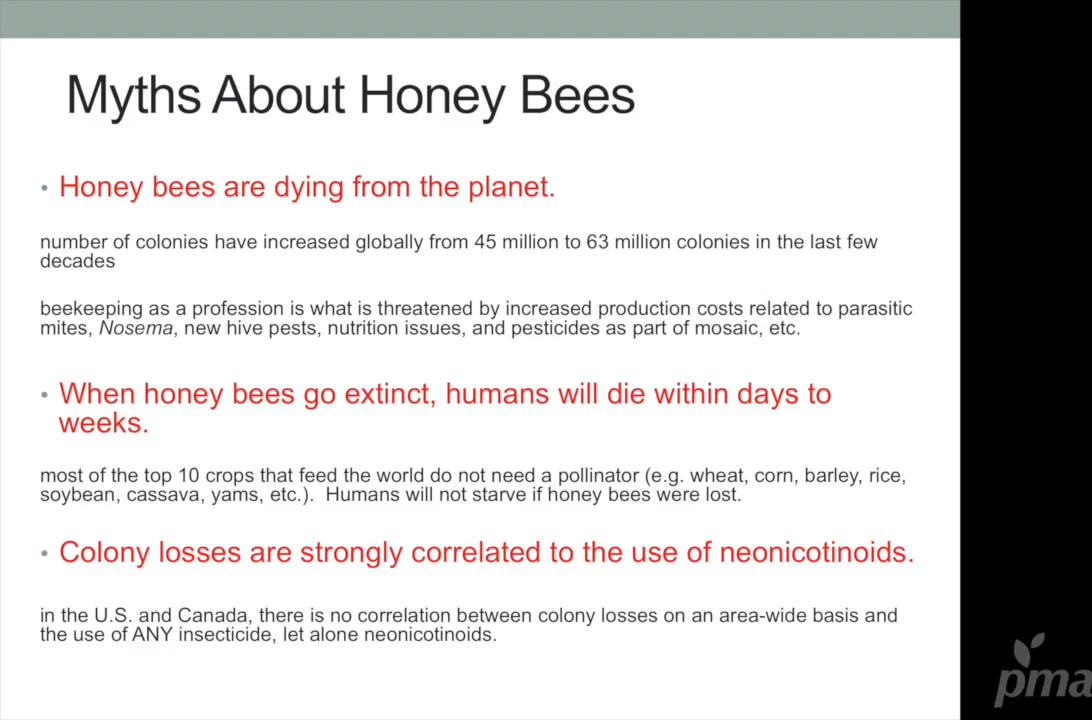 Myths About Honey Bees
• Honey bees are dying from the planet.
number of colonies have increased globally from 45 million to 63 million colonies in the last few
decades
beekeeping as a profession is what is threatened by increased production costs related to parasitic
mites, Nosema, new hive pests, nutrition issues, and pesticides as part of mosaic, etc.
• When honey bees go extinct, humans will die within days to
weeks.
most of the top 10 crops that feed the world do not need a pollinator (e.g. wheat, corn, barley, rice,
soybean, cassava, yams, etc.). Humans will not starve if honey bees were lost.
• Colony losses are strongly correlated to the use of neonicotinoids.
in the U.S. and Canada, there is no correlation between colony losses on an area-wide basis and
the use of ANY insecticide, let alone neonicotinoids.
pma